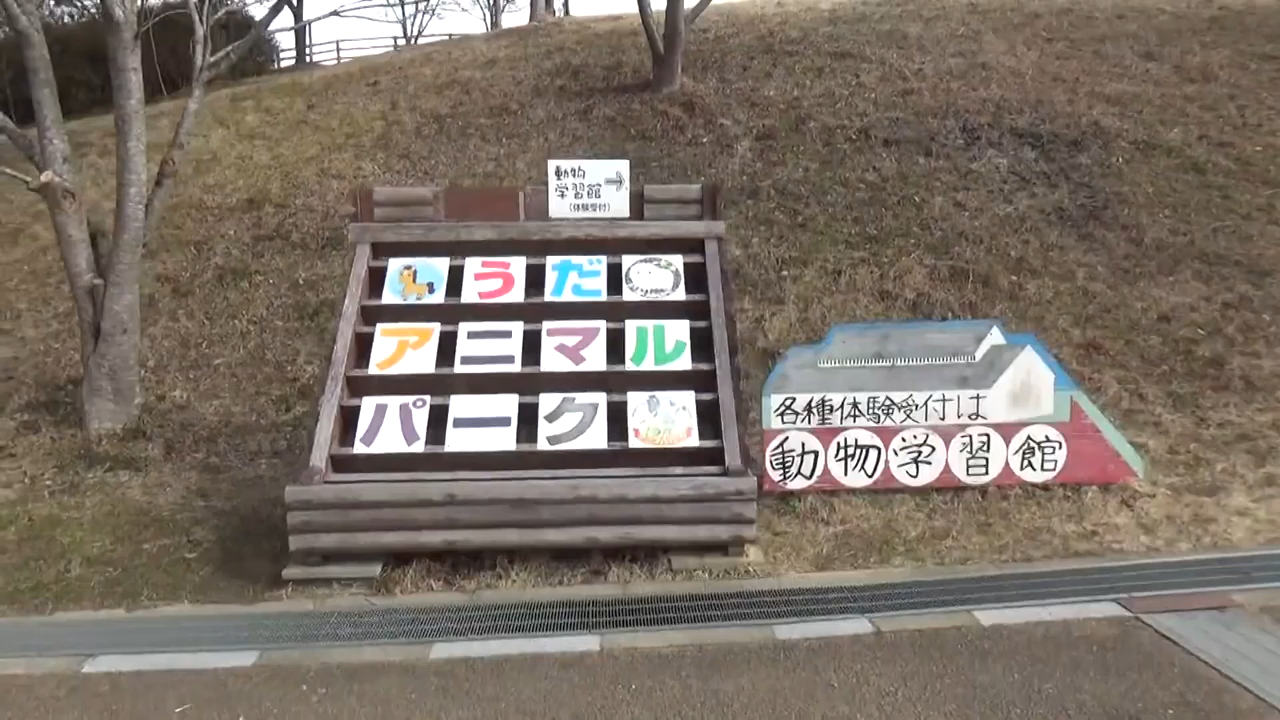 動物
学習館→
(体験受付)
うだ
アニマル
パーク
各種体験受付は
動物学習館